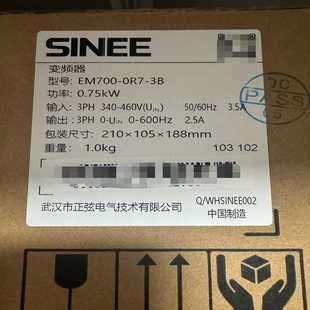 SINEE
变频器
型号: EM700-0R7-3B
功率: 0.75kW
输入: 3PH 340-460V(UIN) 50/60Hz 3.5A
输出: 3PH 0-UIN 0-600Hz 2.5A
包装尺寸: 210×105×188mm
重量: 1.0kg 103 102
武汉市正弦电气技术有限公司
Q/WHSINEE002
中国制造
QC
PASS